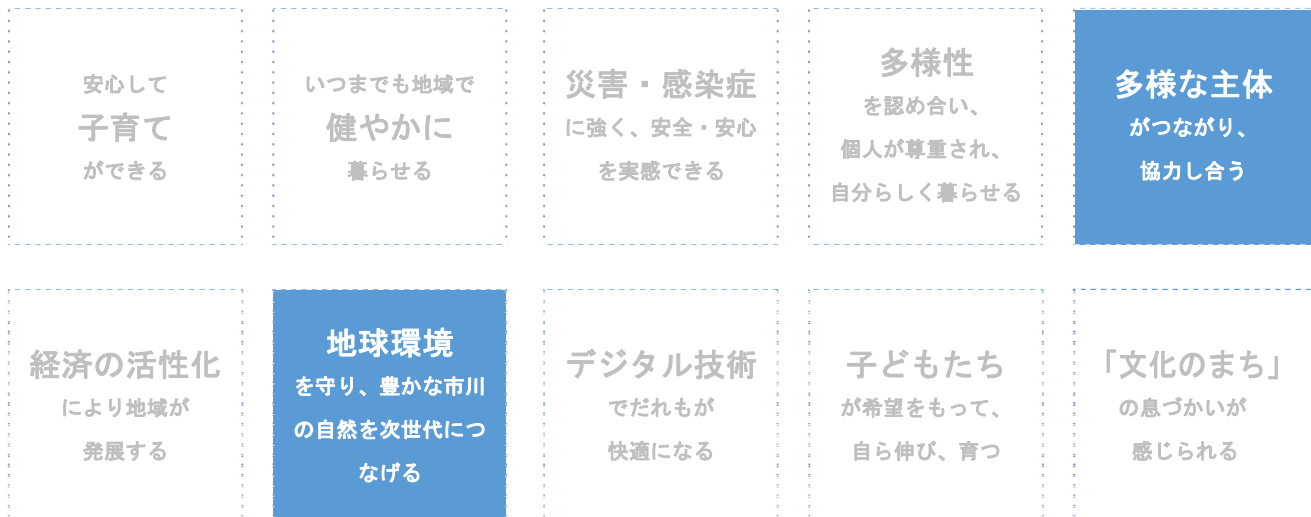 安心して
子育て
ができる
いつまでも地域で
健やかに
暮らせる
災害・感染症
に強く、安全・安心
を実感できる
多様性
を認め合い、
個人が尊重され、
自分らしく暮らせる
多様な主体
がつながり、
協力し合う
経済の活性化
により地域が
発展する
地球環境
を守り、豊かな市川
の自然を次世代につ
なげる
デジタル技術
でだれもが
快適になる
子どもたち
が希望をもって、
自ら伸び、育つ
「文化のまち」
の息づかいが
感じられる